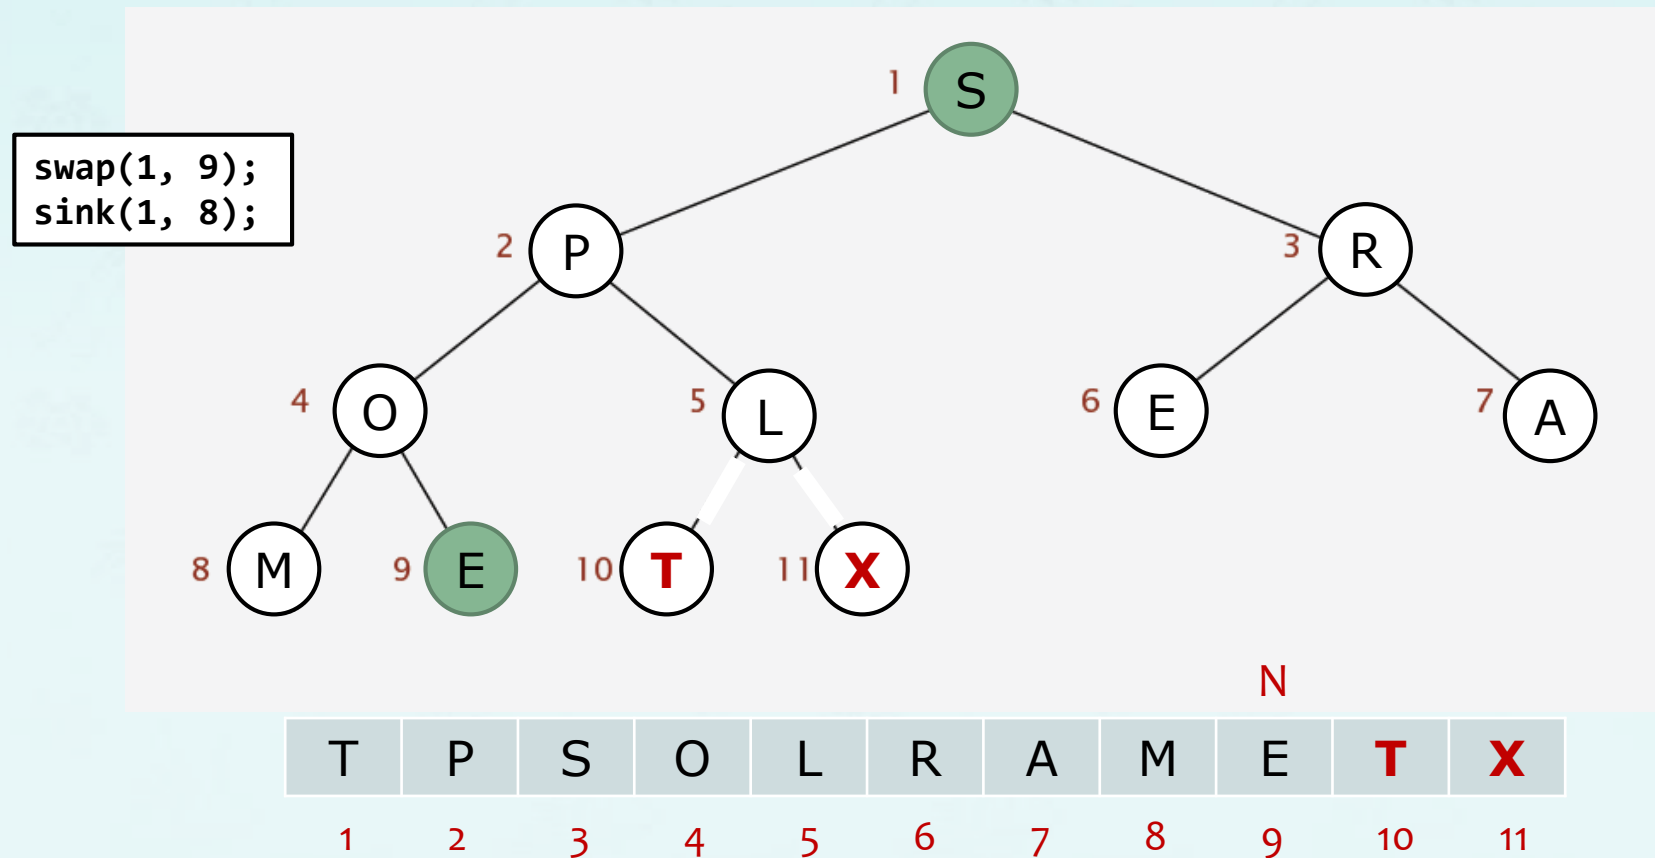 1 S
swap(1, 9);
sink(1, 8);
2 P 3 R
4 O 5 L 6 E 7 A
8 M 9 E 10 T 11 X
N
T P S O L R A M E T X
1 2 3 4 5 6 7 8 9 10 11